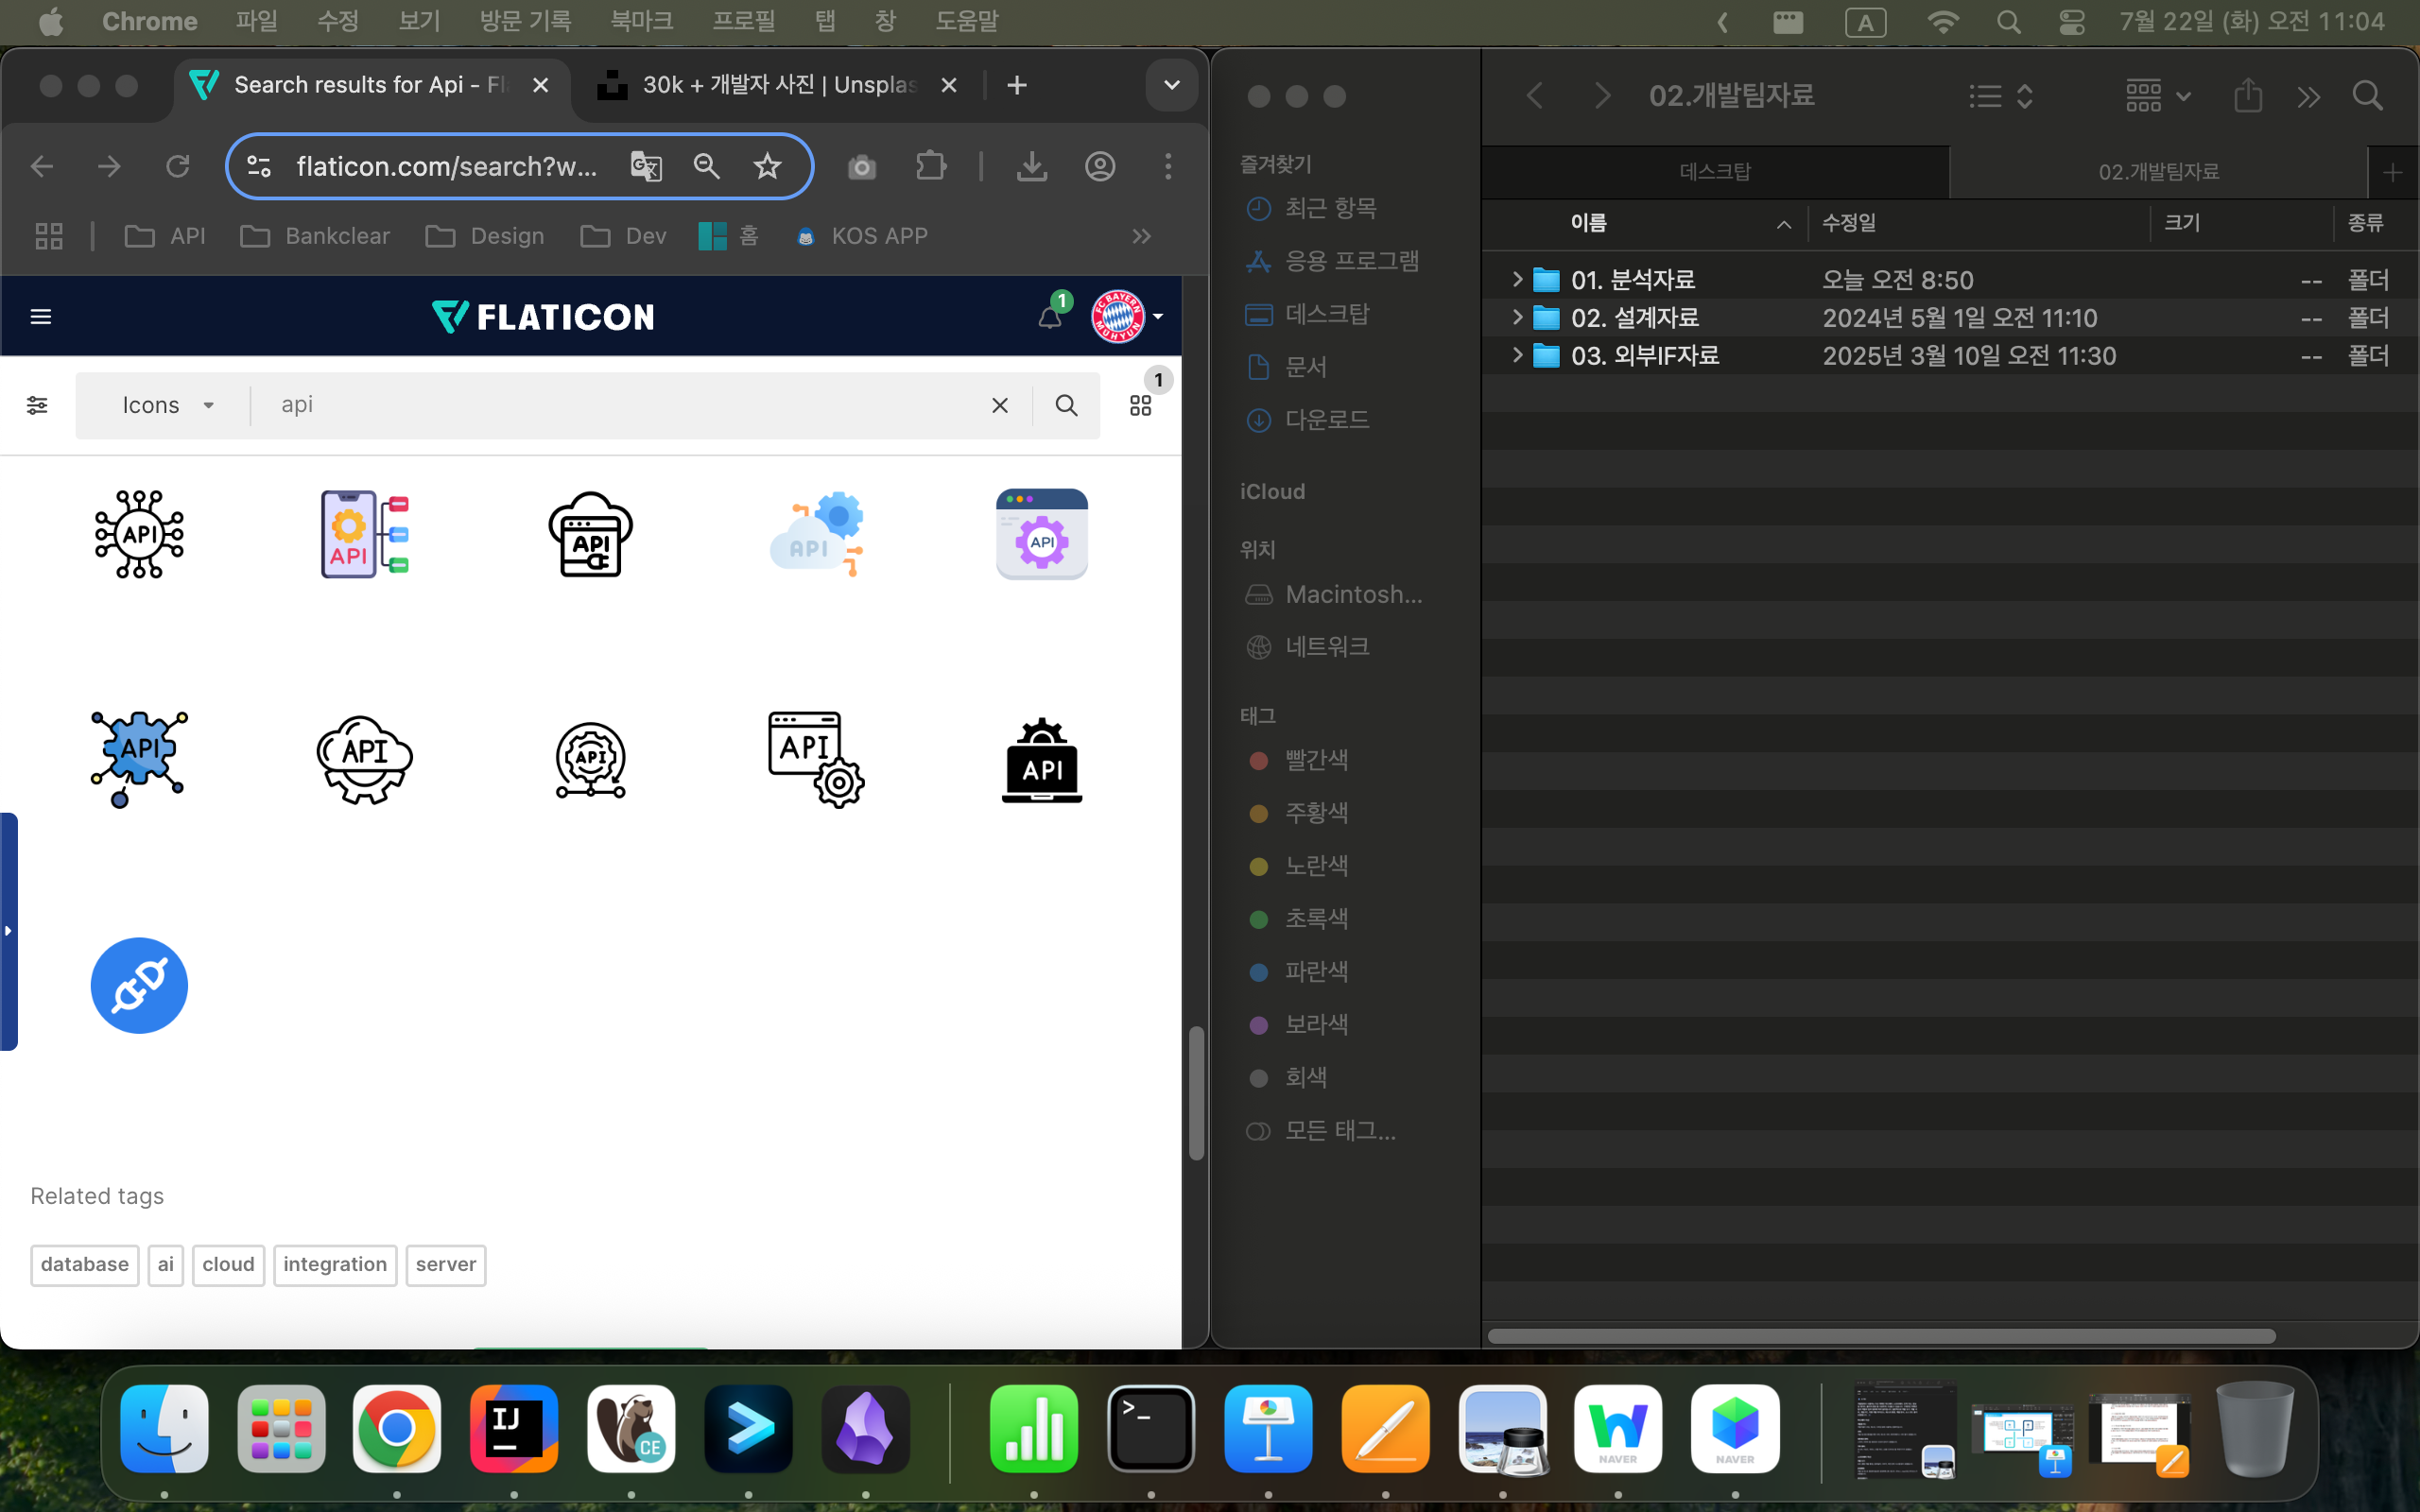 Chrome 파일 수정 보기 방문 기록 북마크 프로필 탭 창 도움말 A 7월 22일 (화) 오전 11:04
Search results for Api - Fl
30k + 개발자 사진 | Unsplas
flaticon.com/search?w...
API Bankclear Design Dev 홈 KOS APP
FLATICON
1
FC BAYERN MUHYUN
Icons api
1
API
API
API
API
API
API
API
API
API
API
Related tags
database ai cloud integration server
02.개발팀자료
데스크탑 02.개발팀자료
즐겨찾기
최근 항목
응용 프로그램
데스크탑
문서
다운로드
iCloud
위치
Macintosh...
네트워크
태그
빨간색
주황색
노란색
초록색
파란색
보라색
회색
모든 태그...
이름 수정일 크기 종류
01. 분석자료 오늘 오전 8:50 -- 폴더
02. 설계자료 2024년 5월 1일 오전 11:10 -- 폴더
03. 외부IF자료 2025년 3월 10일 오전 11:30 -- 폴더
IJ
CE
>_
NAVER
NAVER